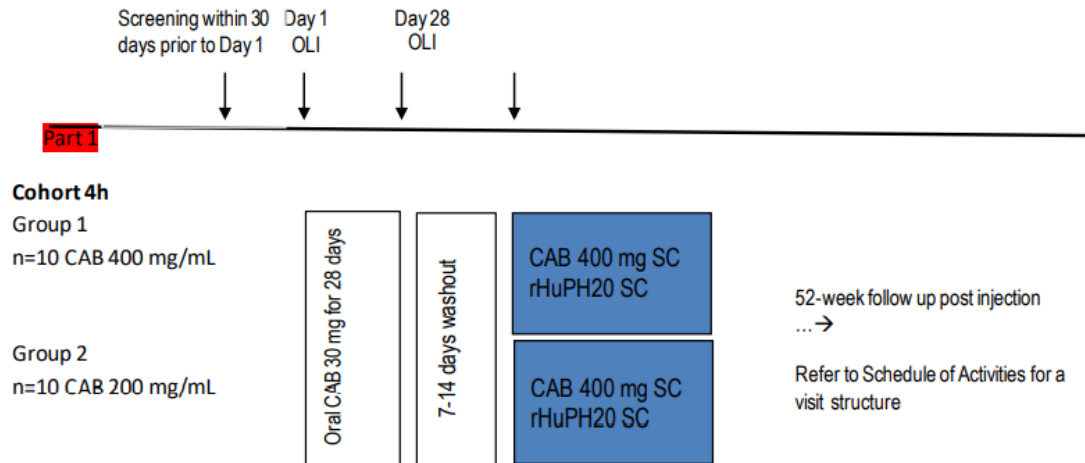 Screening within 30
days prior to Day 1
Day 1
OLI
Day 28
OLI
Part 1
Cohort 4h
Group 1
n=10 CAB 400 mg/mL
Group 2
n=10 CAB 200 mg/mL
Oral CAB 30 mg for 28 days
7-14 days washout
CAB 400 mg SC
rHuPH20 SC
CAB 400 mg SC
rHuPH20 SC
52-week follow up post injection
…→
Refer to Schedule of Activities for a
visit structure